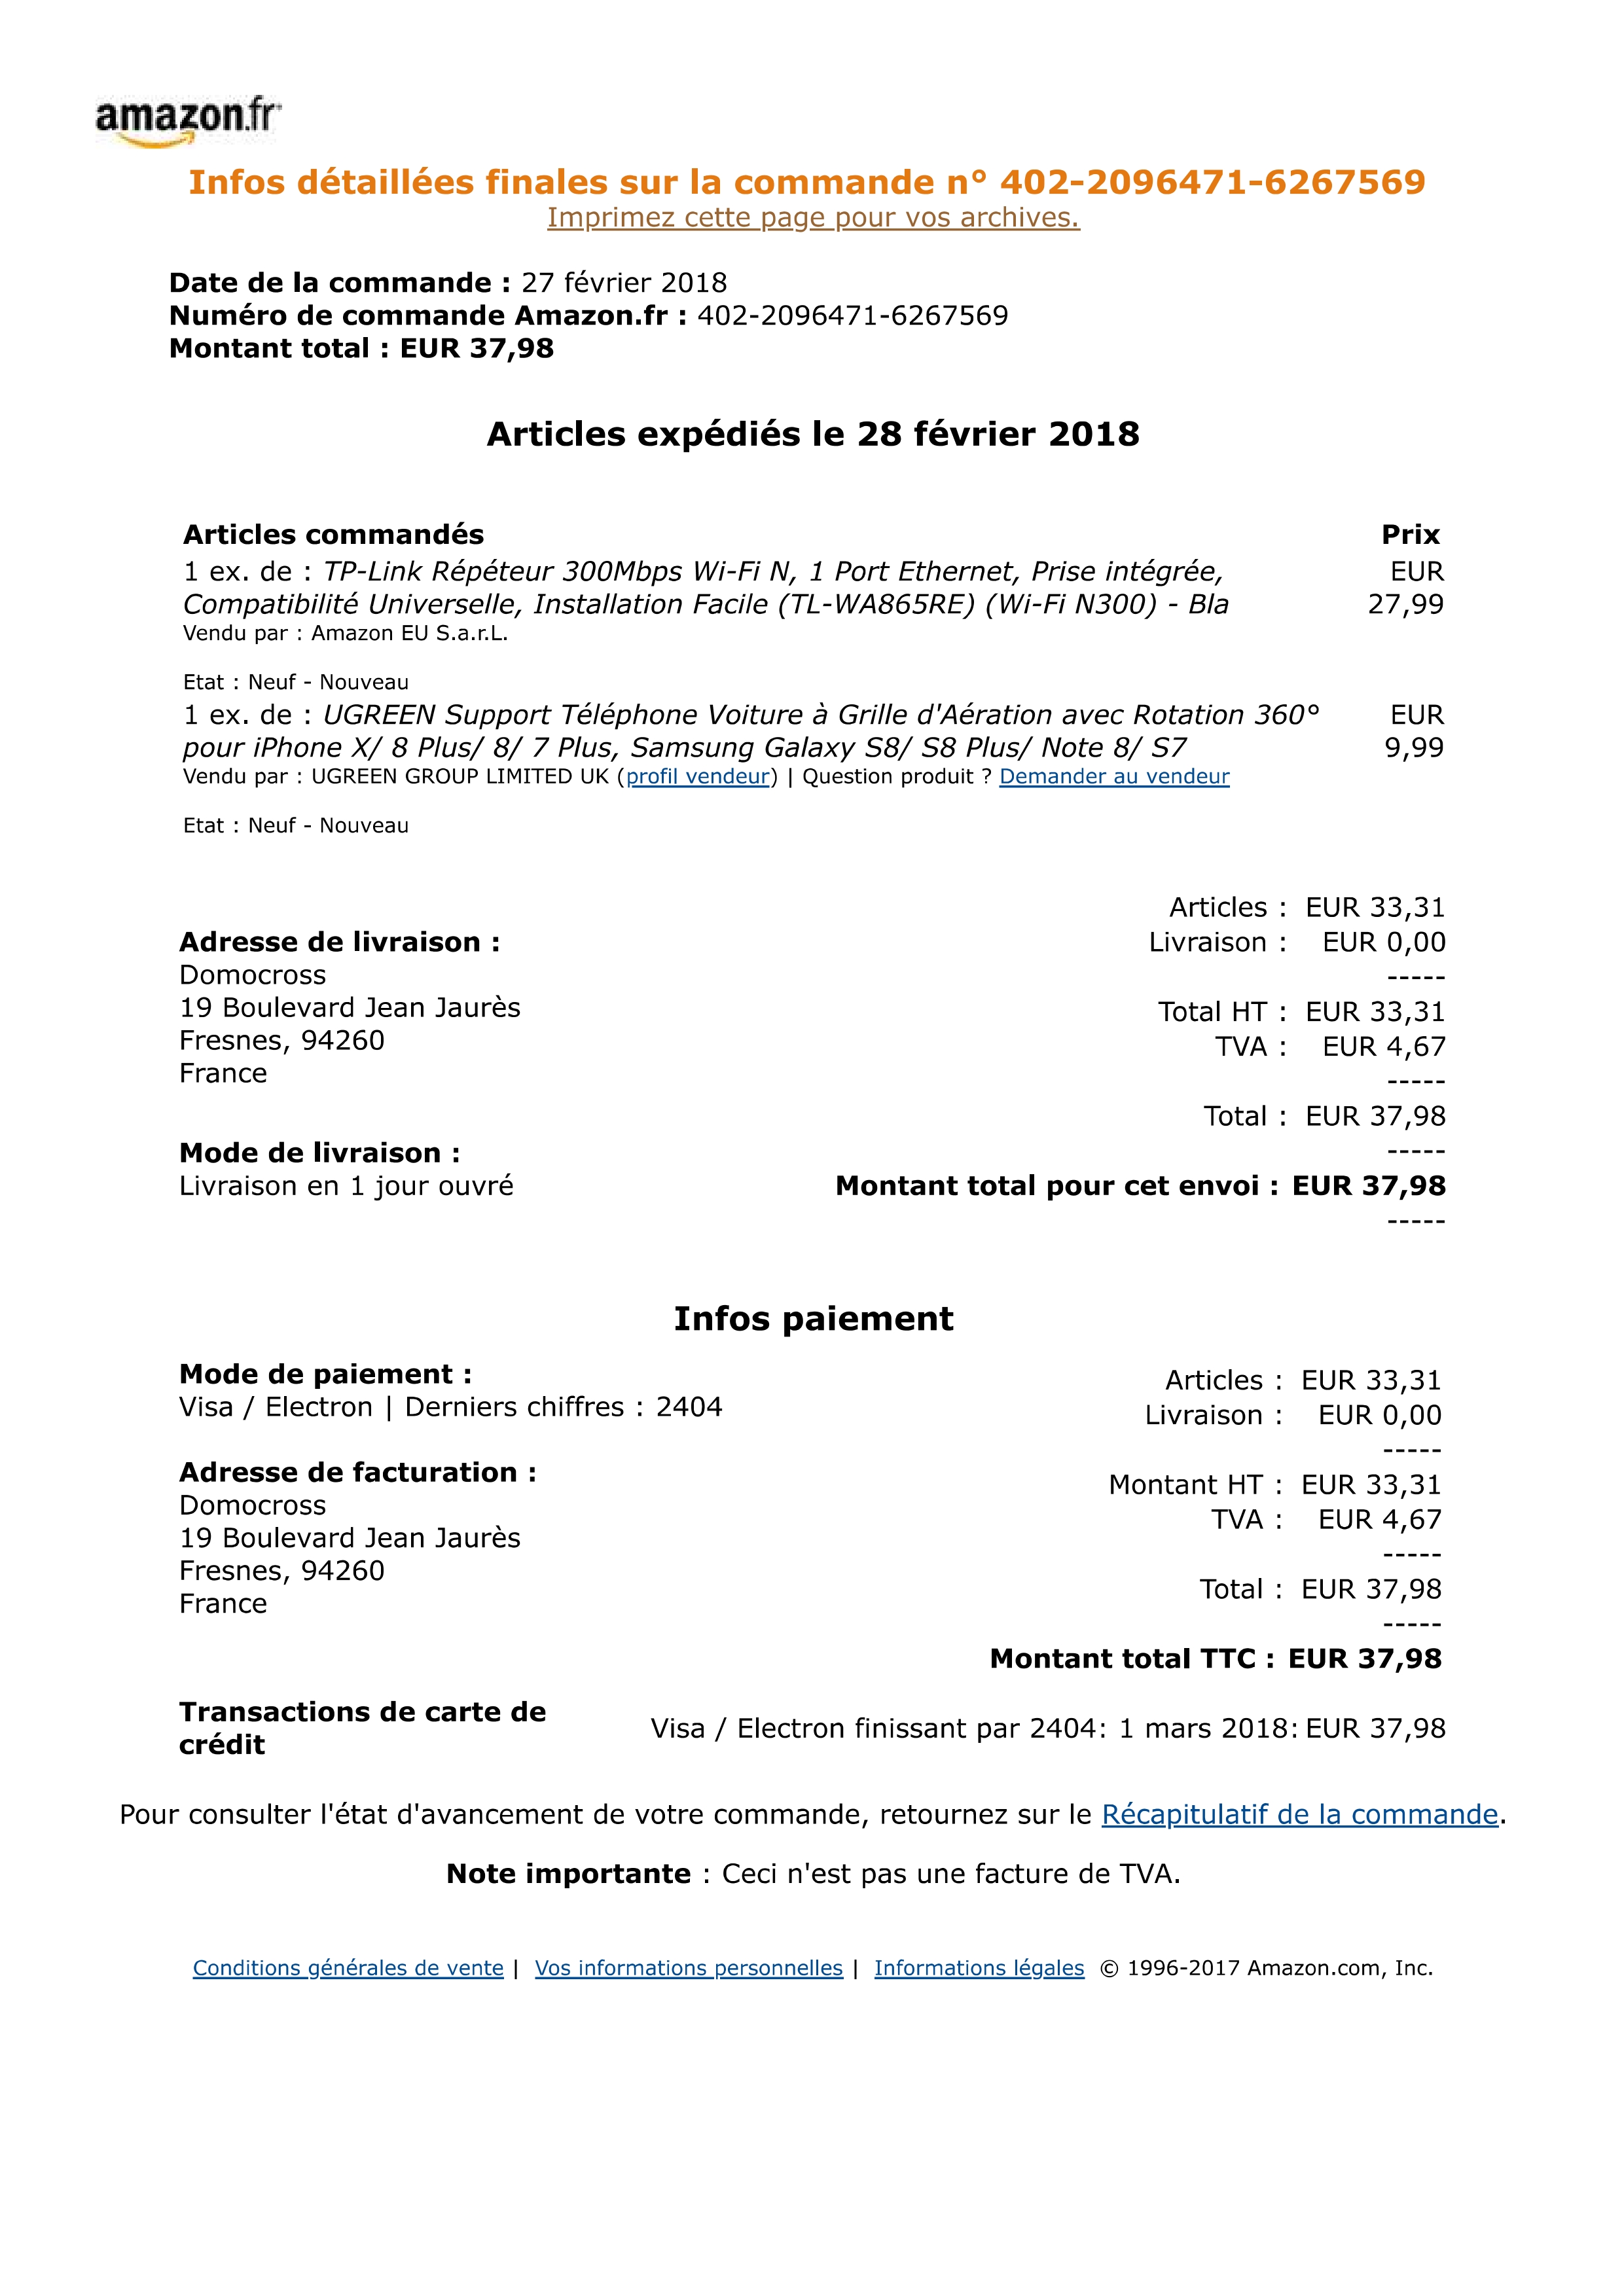 amazon.fr
Infos détaillées finales sur la commande n° 402-2096471-6267569
Imprimez cette page pour vos archives.
Date de la commande : 27 février 2018
Numéro de commande Amazon.fr : 402-2096471-6267569
Montant total : EUR 37,98
Articles expédiés le 28 février 2018
Articles commandés Prix
1 ex. de : TP-Link Répéteur 300Mbps Wi-Fi N, 1 Port Ethernet, Prise intégrée, EUR
Compatibilité Universelle, Installation Facile (TL-WA865RE) (Wi-Fi N300) - Bla 27,99
Vendu par : Amazon EU S.a.r.L.
Etat : Neuf - Nouveau
1 ex. de : UGREEN Support Téléphone Voiture à Grille d'Aération avec Rotation 360° EUR
pour iPhone X/ 8 Plus/ 8/ 7 Plus, Samsung Galaxy S8/ S8 Plus/ Note 8/ S7 9,99
Vendu par : UGREEN GROUP LIMITED UK (profil vendeur) | Question produit ? Demander au vendeur
Etat : Neuf - Nouveau
Articles : EUR 33,31
Adresse de livraison : Livraison : EUR 0,00
Domocross -----
19 Boulevard Jean Jaurès Total HT : EUR 33,31
Fresnes, 94260 TVA : EUR 4,67
France -----
Total : EUR 37,98
Mode de livraison : -----
Livraison en 1 jour ouvré Montant total pour cet envoi : EUR 37,98
-----
Infos paiement
Mode de paiement : Articles : EUR 33,31
Visa / Electron | Derniers chiffres : 2404 Livraison : EUR 0,00
-----
Adresse de facturation : Montant HT : EUR 33,31
Domocross TVA : EUR 4,67
19 Boulevard Jean Jaurès -----
Fresnes, 94260 Total : EUR 37,98
France -----
Montant total TTC : EUR 37,98
Transactions de carte de
crédit Visa / Electron finissant par 2404: 1 mars 2018: EUR 37,98
Pour consulter l'état d'avancement de votre commande, retournez sur le Récapitulatif de la commande.
Note importante : Ceci n'est pas une facture de TVA.
Conditions générales de vente | Vos informations personnelles | Informations légales © 1996-2017 Amazon.com, Inc.